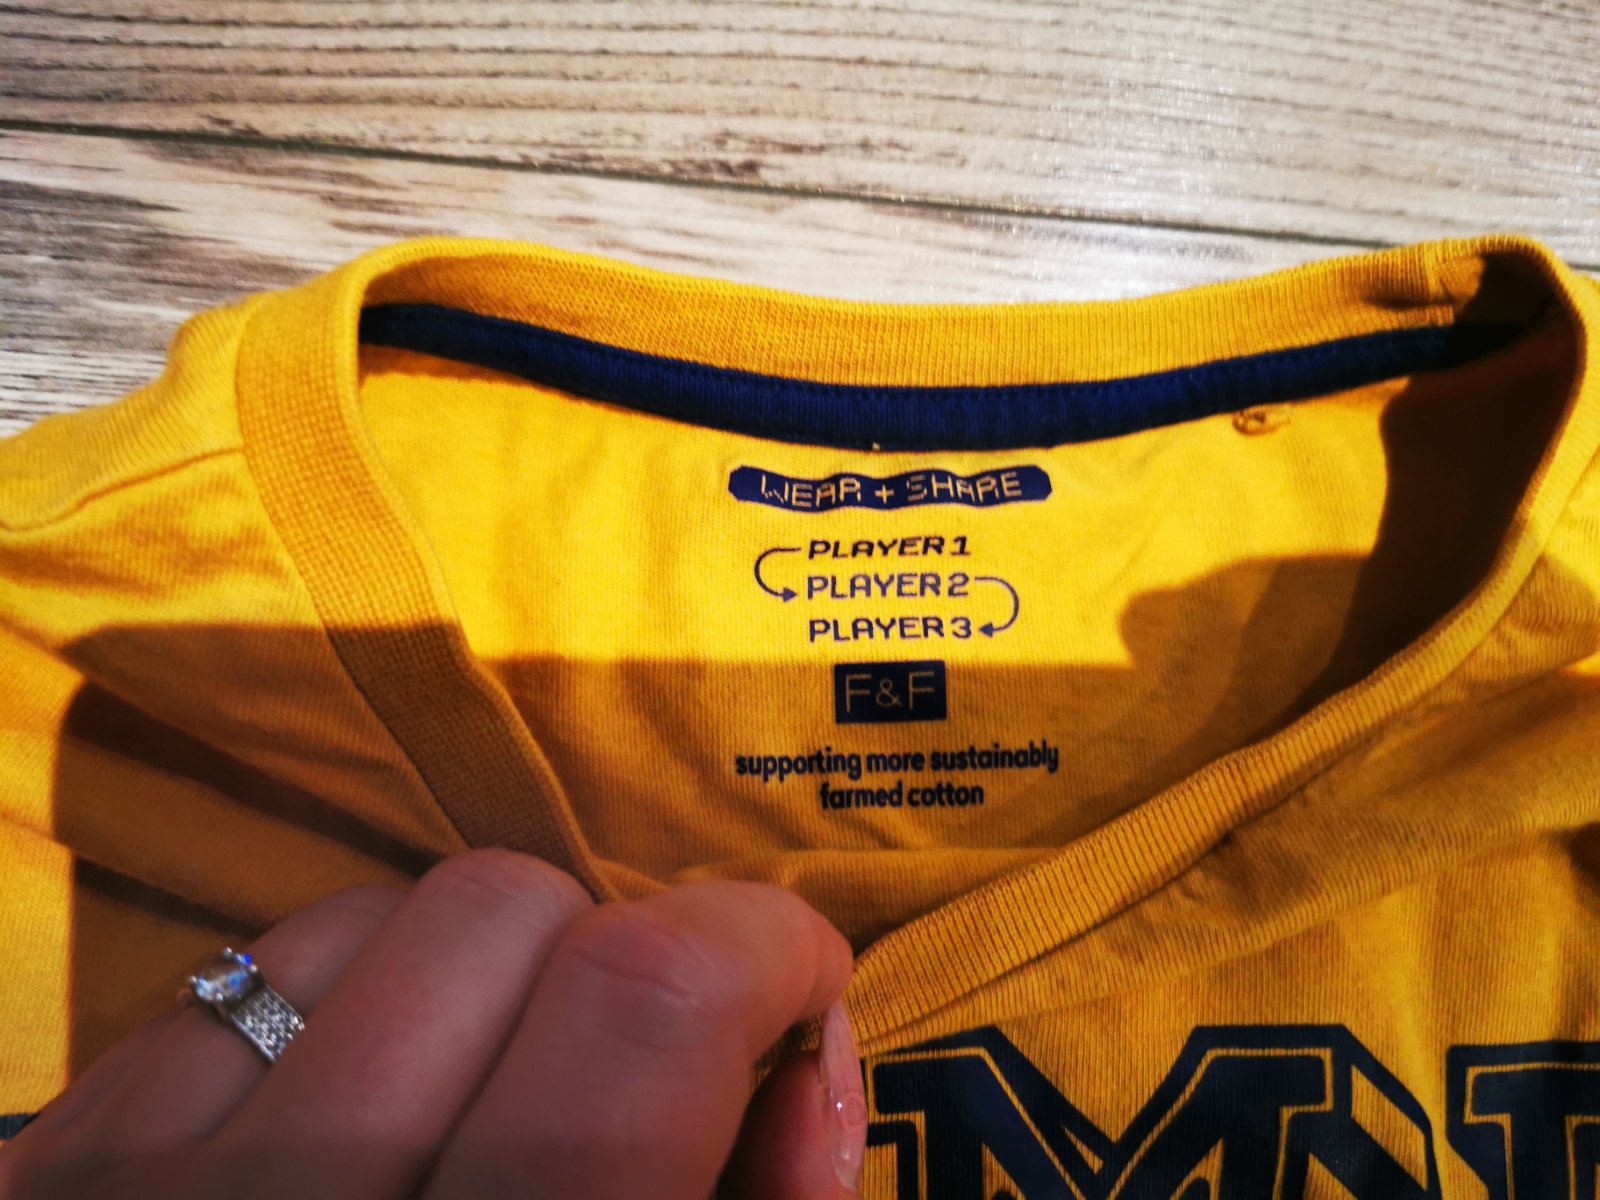 WEAR + SHARE
PLAYER 1
PLAYER 2
PLAYER 3
F&F
supporting more sustainably
farmed cotton